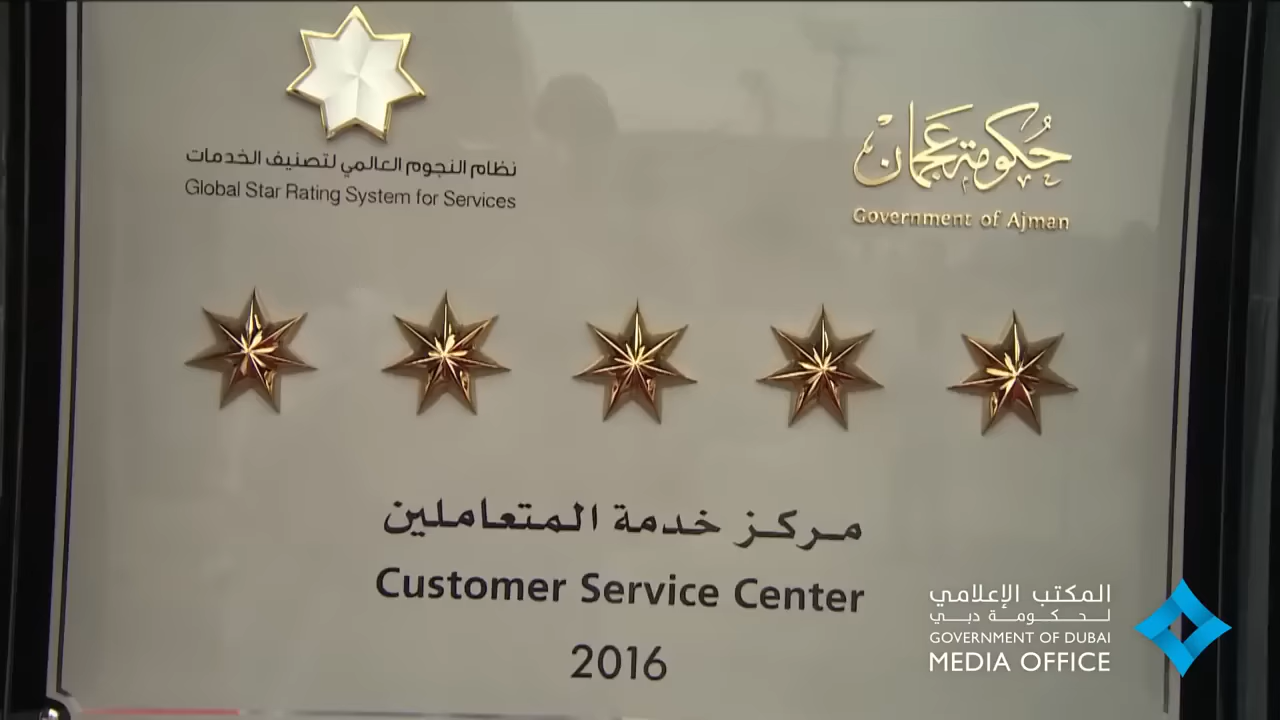 نظام النجوم العالمي لتصنيف الخدمات
Global Star Rating System for Services
حكومة عجمان
Government of Ajman
مركز خدمة المتعاملين
Customer Service Center
2016
المكتب الإعلامي
لحكومة دبي
GOVERNMENT OF DUBAI
MEDIA OFFICE